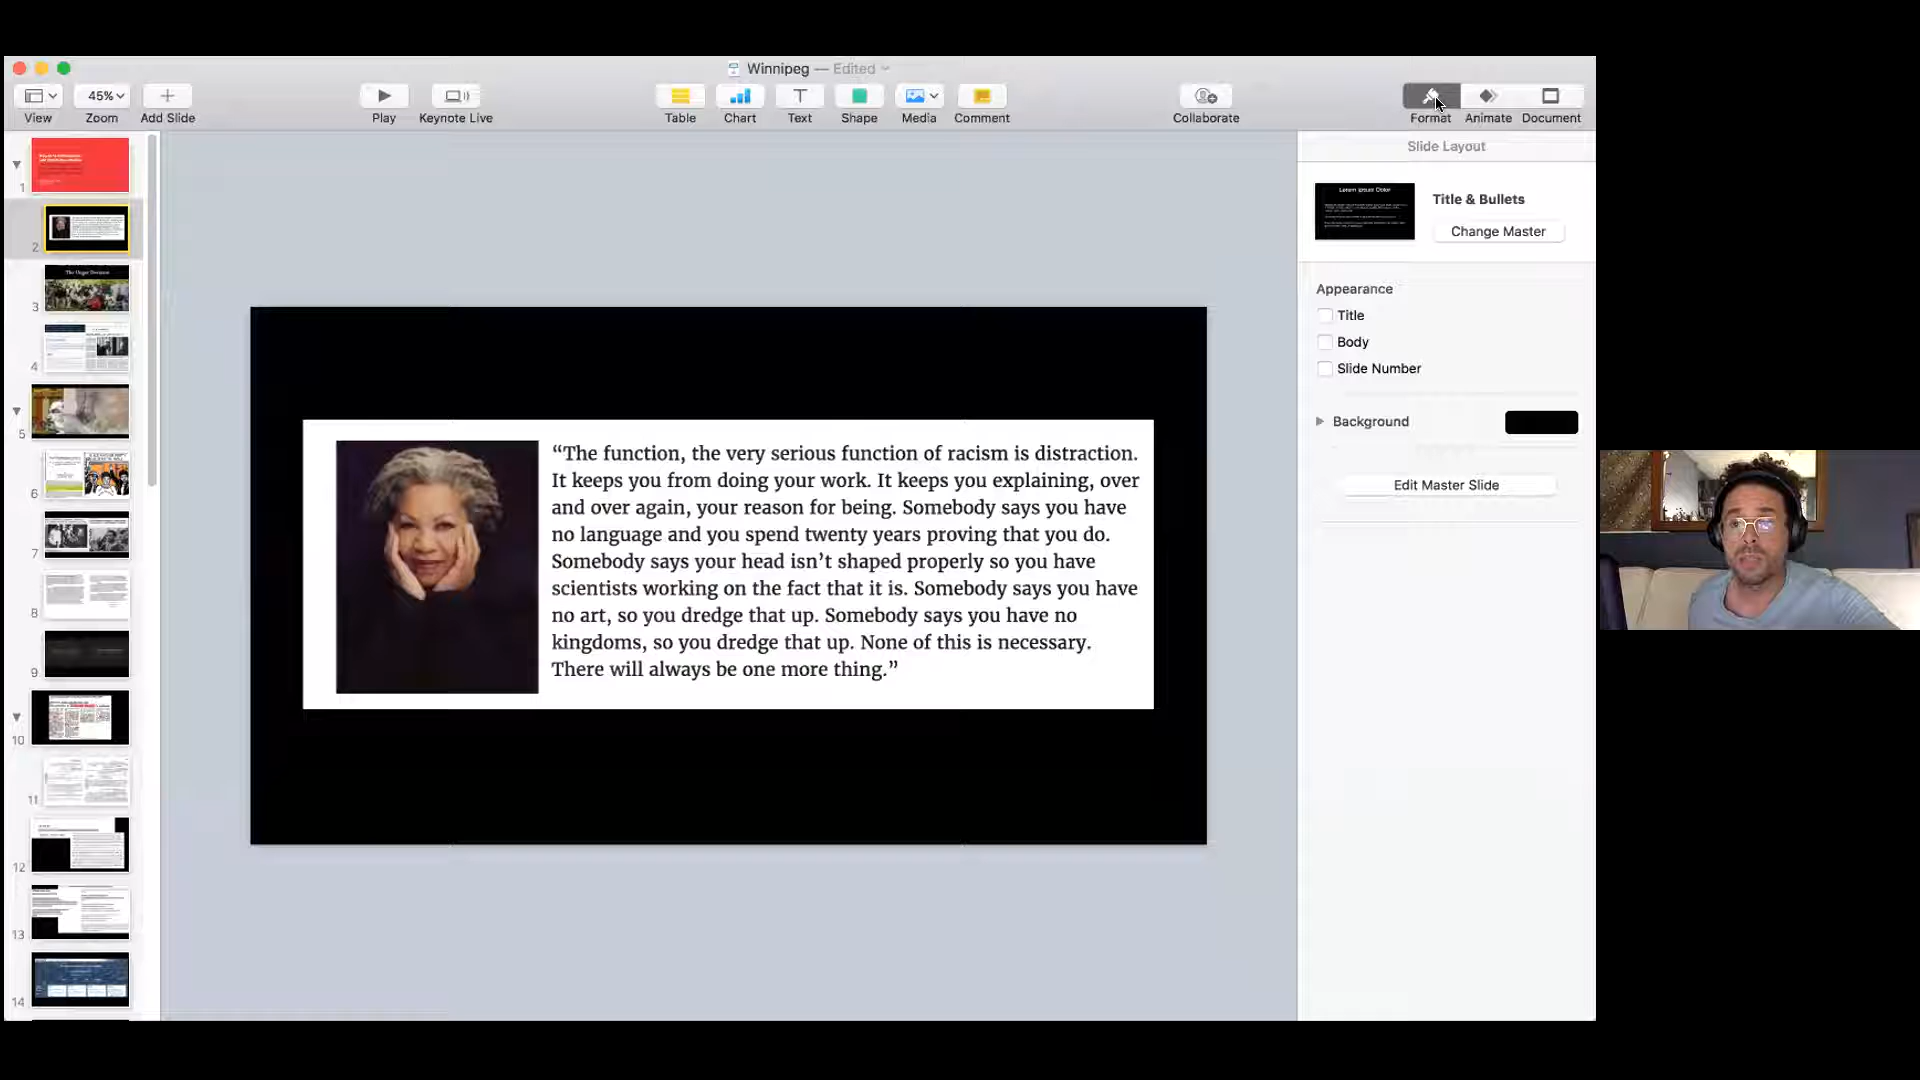 Winnipeg — Edited
45%
View
Zoom
Add Slide
Play
Keynote Live
Table
Chart
Text
Shape
Media
Comment
Collaborate
Format
Animate
Document
Slide Layout
Title & Bullets
Change Master
Appearance
Title
Body
Slide Number
Background
Edit Master Slide
1
2
3
The Unger Decision
4
5
6
7
8
9
10
11
12
13
14
Lorem Ipsum Dolor
“The function, the very serious function of racism is distraction.
It keeps you from doing your work. It keeps you explaining, over
and over again, your reason for being. Somebody says you have
no language and you spend twenty years proving that you do.
Somebody says your head isn’t shaped properly so you have
scientists working on the fact that it is. Somebody says you have
no art, so you dredge that up. Somebody says you have no
kingdoms, so you dredge that up. None of this is necessary.
There will always be one more thing.”